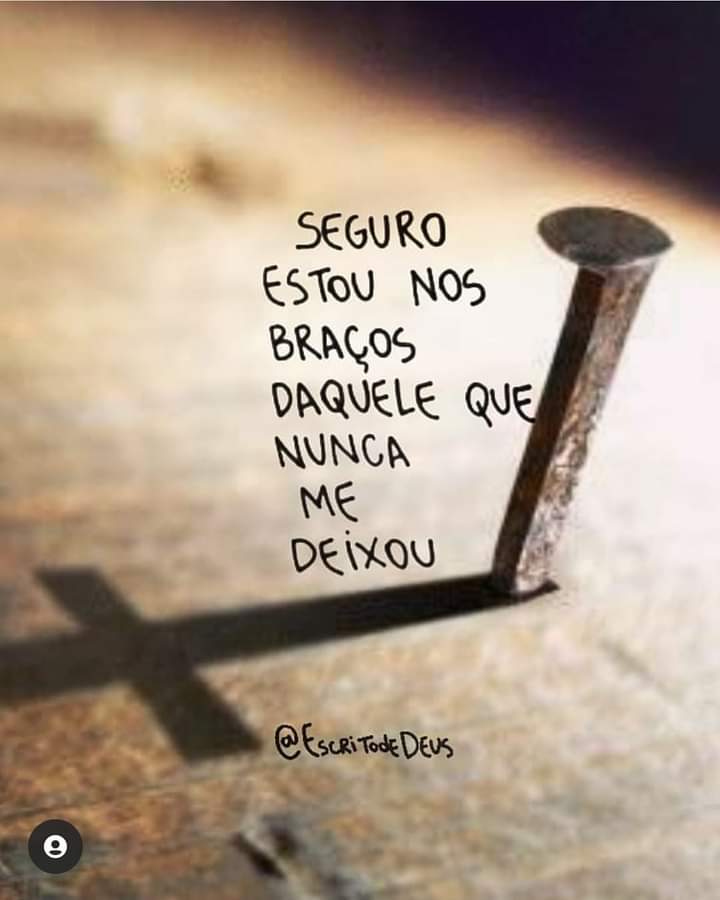 SEGURO
ESTOU NOS
BRAÇOS
DAQUELE QUE
NUNCA
ME
DEIXOU
@EscritodeDeus